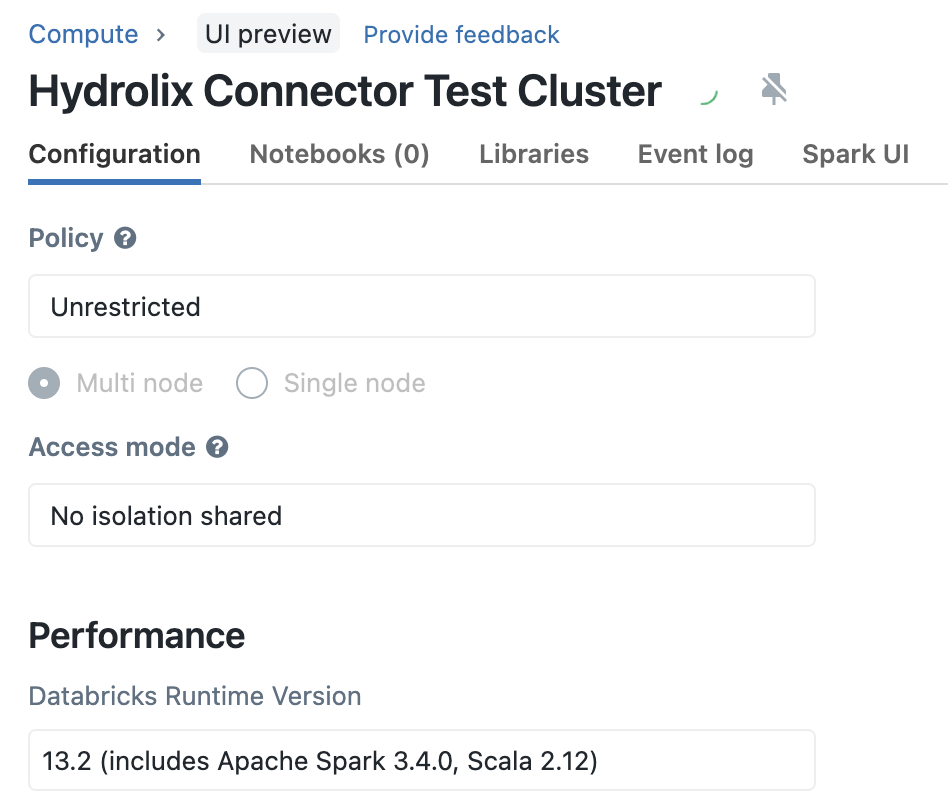 Compute › UI preview Provide feedback
Hydrolix Connector Test Cluster
Configuration Notebooks (0) Libraries Event log Spark UI
Policy ?
Unrestricted
Multi node Single node
Access mode ?
No isolation shared
Performance
Databricks Runtime Version
13.2 (includes Apache Spark 3.4.0, Scala 2.12)